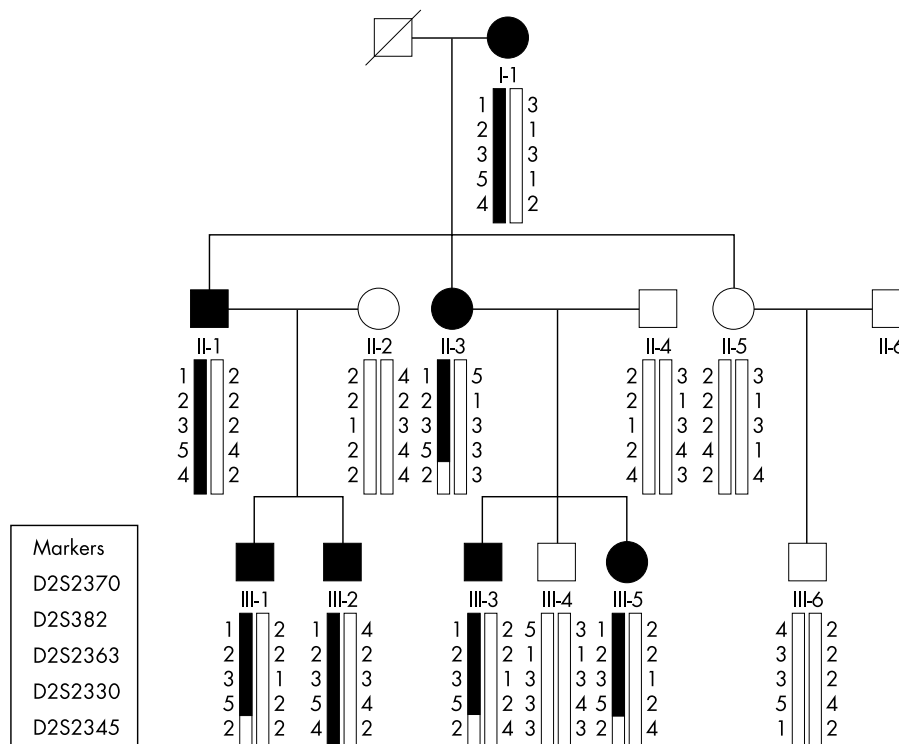 I-1
1 3
2 1
3 3
5 1
4 2
II-1 II-2 II-3 II-4 II-5 II-6
1 2 2 4 1 5 2 3 2 3
2 2 2 2 2 1 2 1 2 1
3 2 1 3 3 3 1 3 2 3
5 4 2 4 5 3 2 4 4 1
4 2 2 4 2 3 4 3 2 4
Markers
D2S2370
D2S382
D2S2363
D2S2330
D2S2345
III-1 III-2 III-3 III-4 III-5 III-6
1 2 1 4 1 2 5 3 1 2 4 2
2 2 2 2 2 2 1 1 2 2 3 2
3 1 3 3 3 1 3 3 3 1 3 2
5 2 5 4 5 2 3 4 5 2 5 4
2 2 4 2 2 4 3 3 2 4 1 2